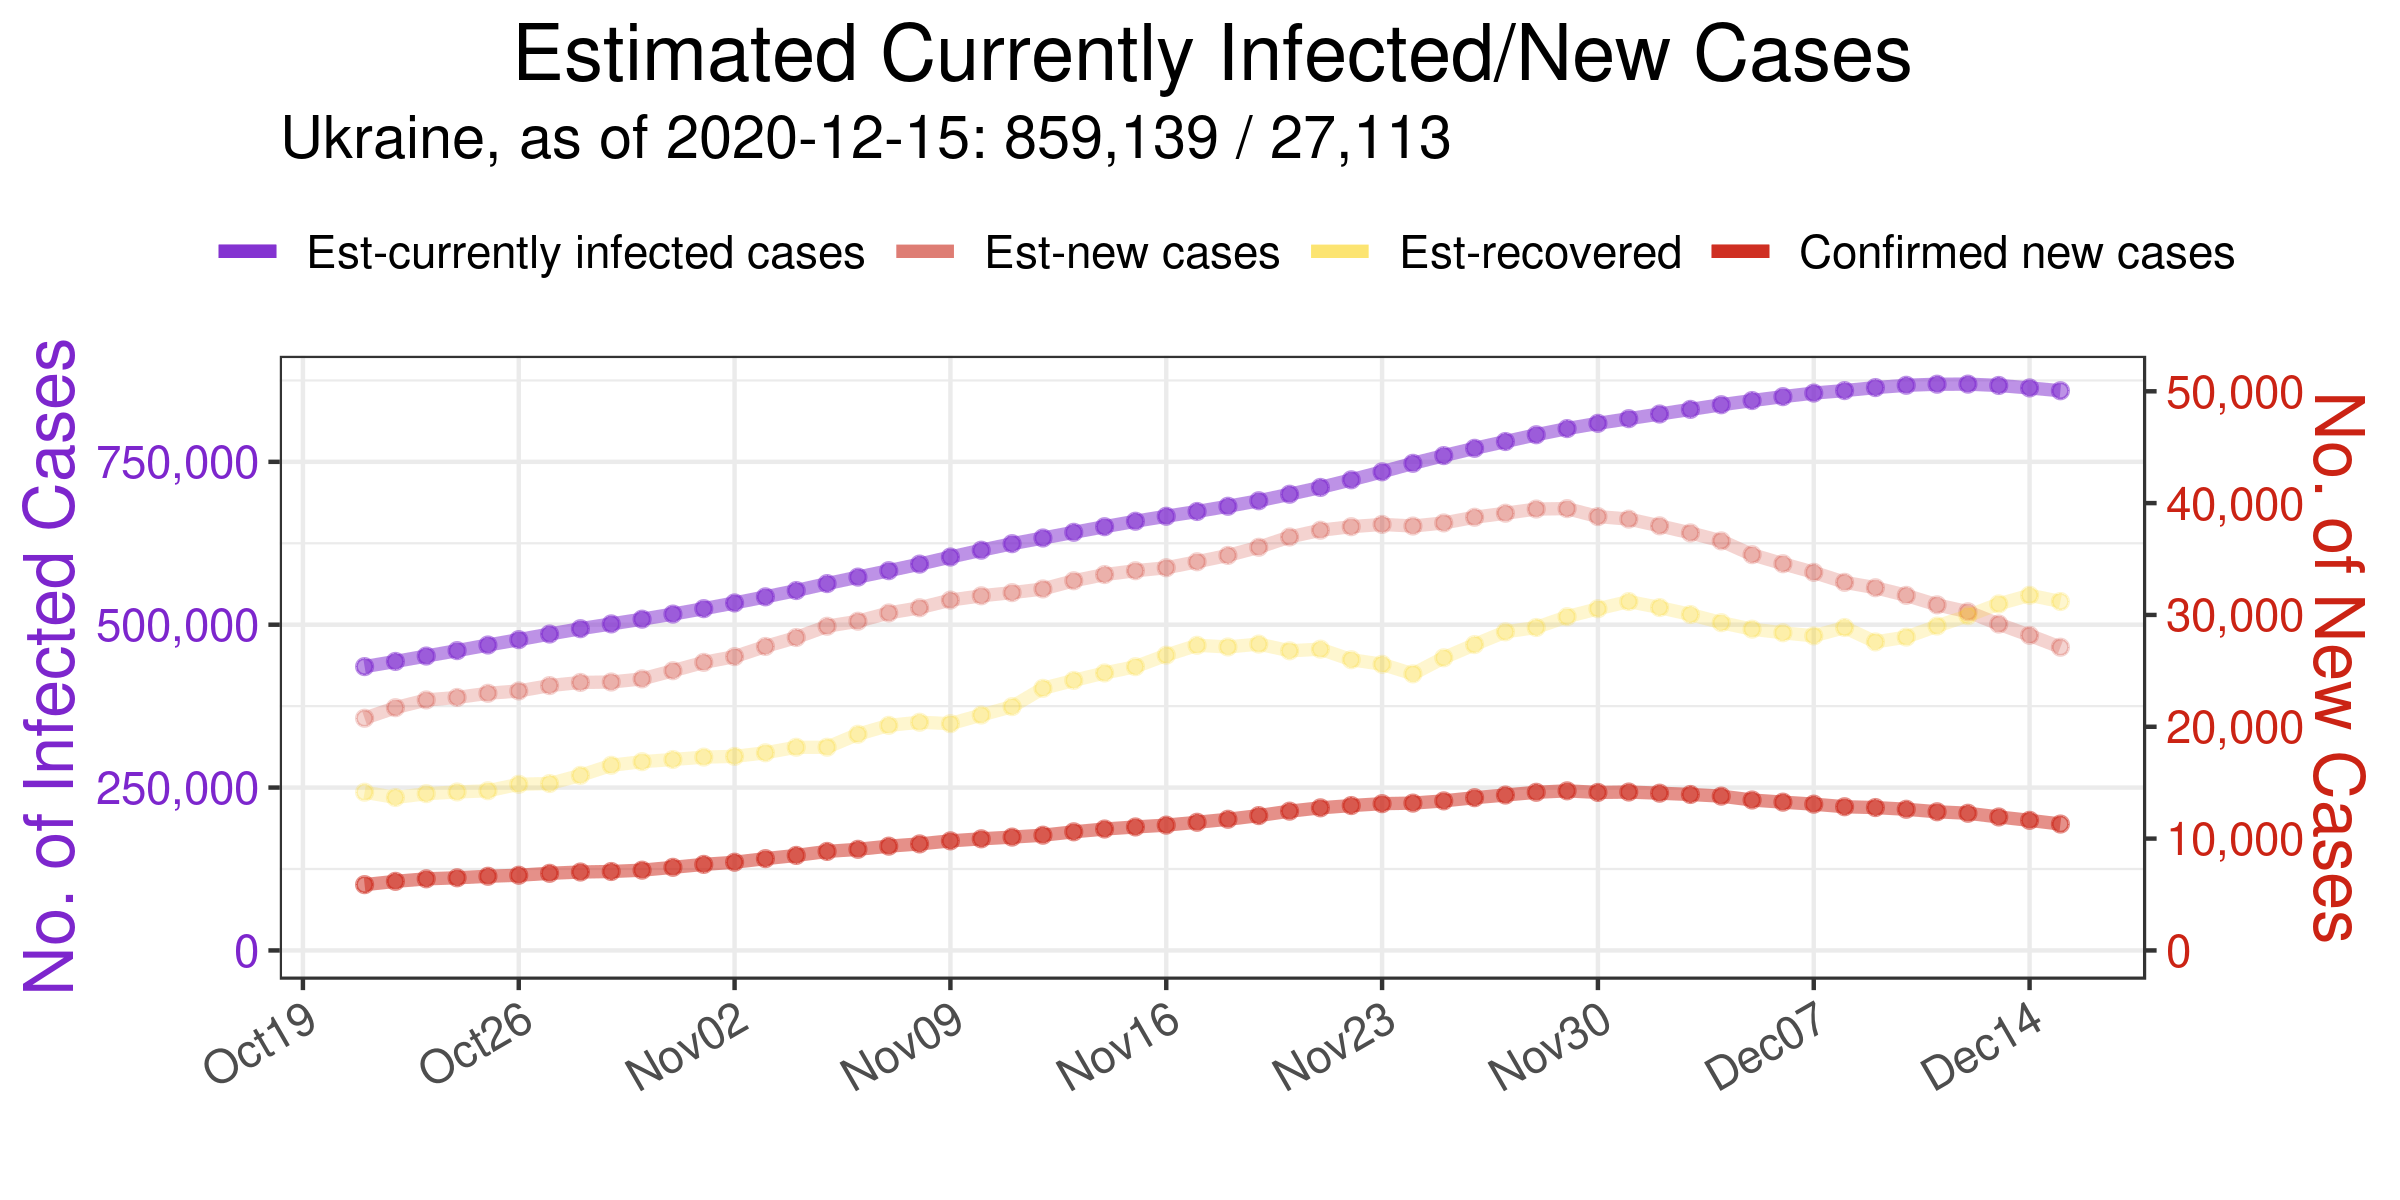 Estimated Currently Infected/New Cases
Ukraine, as of 2020-12-15: 859,139 / 27,113
Est-currently infected cases Est-new cases Est-recovered Confirmed new cases
No. of Infected Cases
750,000
500,000
250,000
0
50,000
40,000
30,000
20,000
10,000
0
No. of New Cases
Oct19 Oct26 Nov02 Nov09 Nov16 Nov23 Nov30 Dec07 Dec14